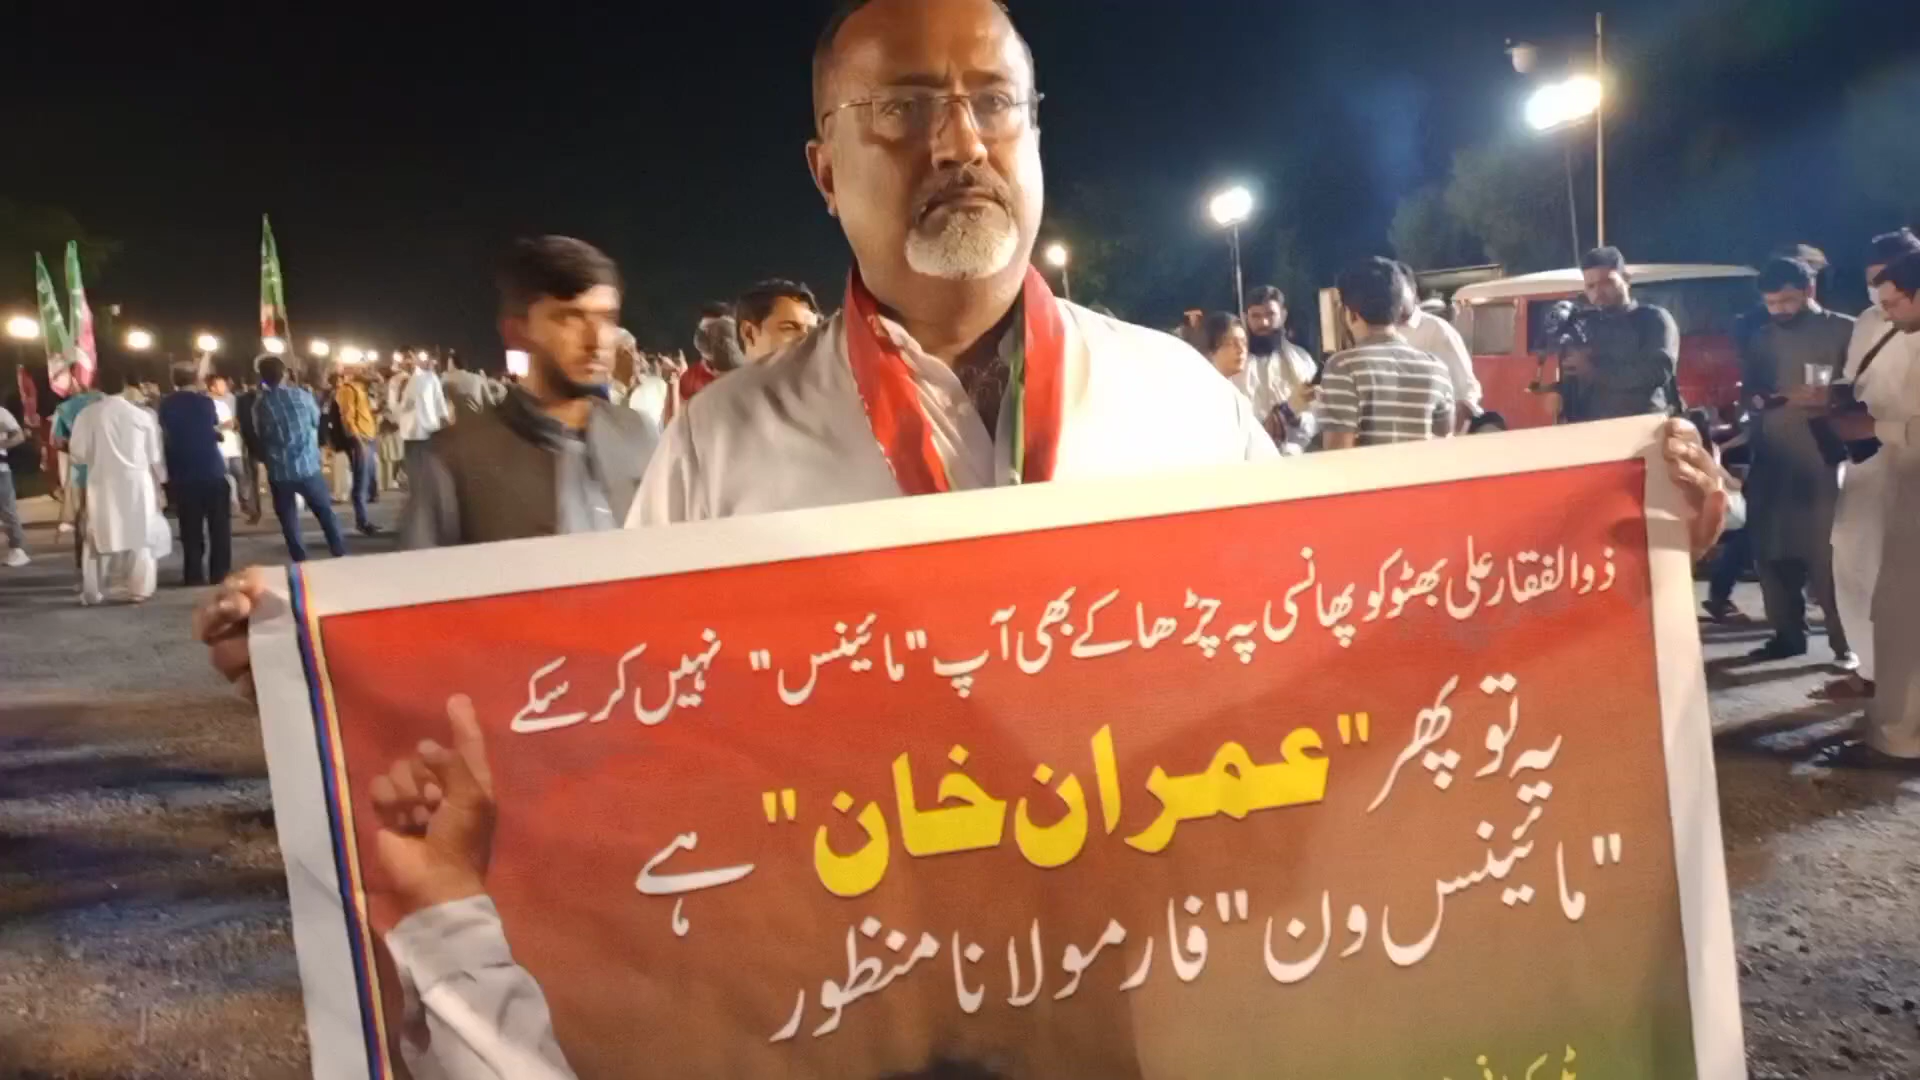 ذوالفقار علی بھٹو کو پھانسی پہ چڑھا کے بھی آپ "مائینس" نہیں کر سکے
یہ تو پھر "عمران خان" ہے
"مائینس ون" فارمولا نا منظور